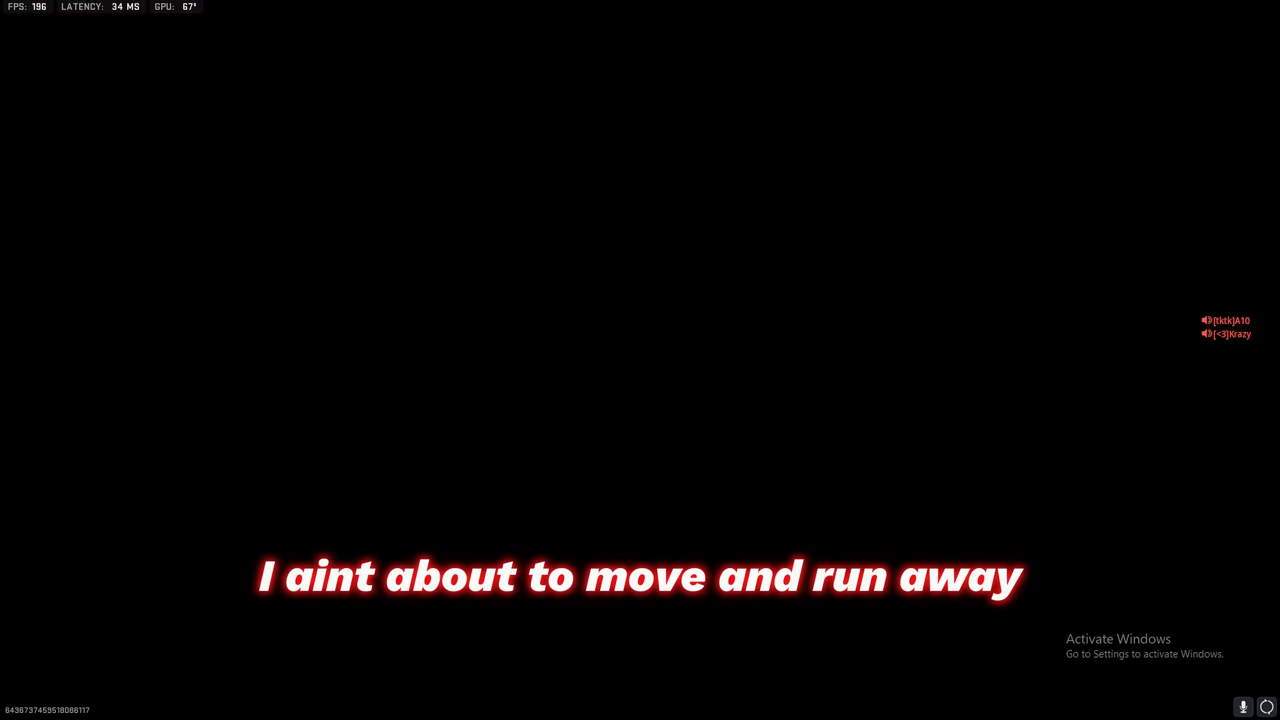 FPS: 196 LATENCY: 34 MS GPU: 67°
[tktk]A10
[<3]Krazy
I aint about to move and run away
Activate Windows
Go to Settings to activate Windows.
6436737459518086117